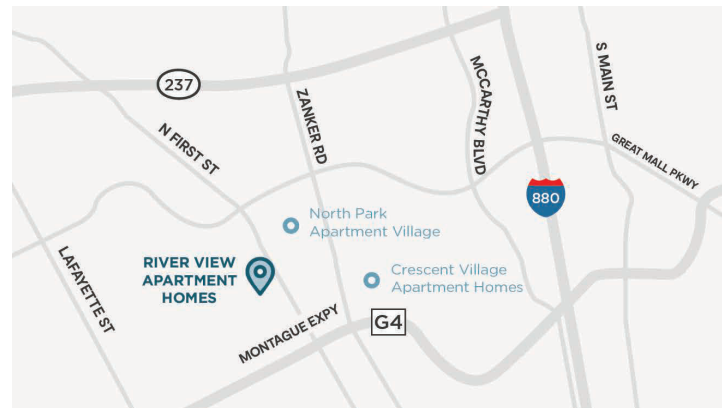 237
N FIRST ST
ZANKER RD
MCCARTHY BLVD
S MAIN ST
GREAT MALL PKWY
880
North Park
Apartment Village
LAFAYETTE ST
RIVER VIEW
APARTMENT
HOMES
Crescent Village
Apartment Homes
MONTAGUE EXPY
G4